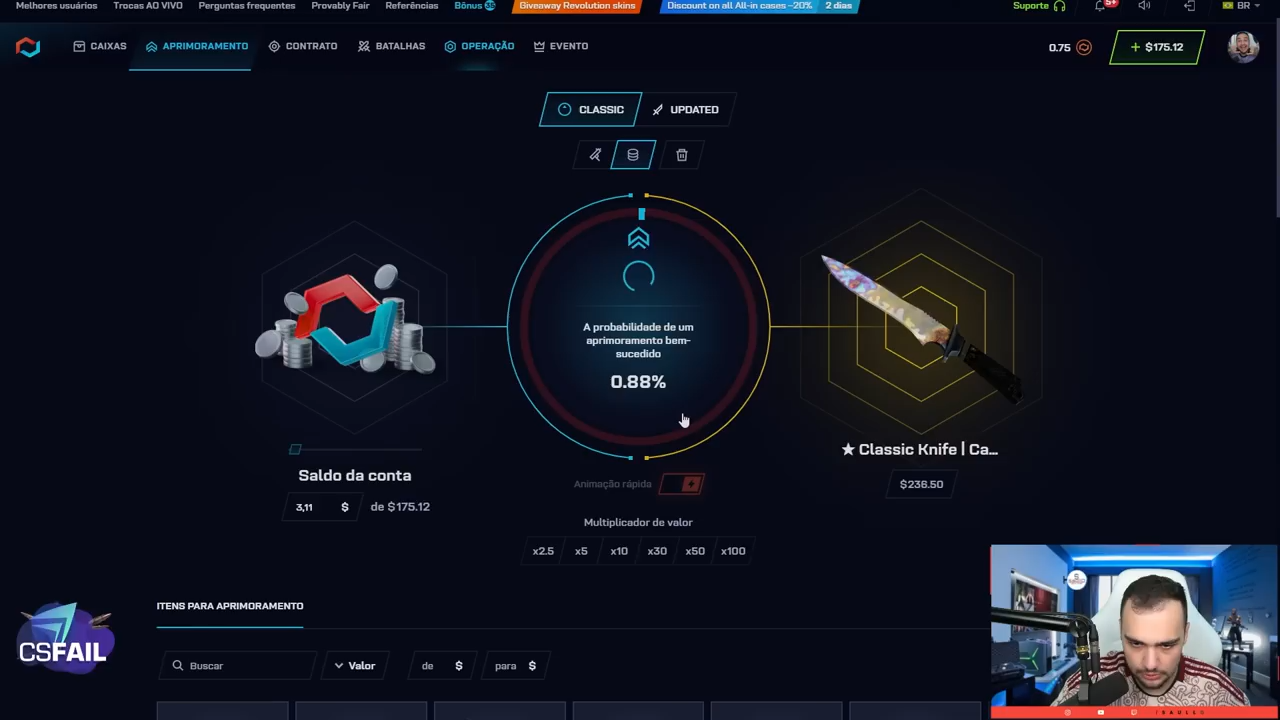 Melhores usuários Trocas AO VIVO Perguntas frequentes Provably Fair Referências Bônus 35 Giveaway Revolution skins Discount on all All-in cases −20% 2 dias Suporte 5+ BR
CAIXAS APRIMORAMENTO CONTRATO BATALHAS OPERAÇÃO EVENTO 0.75 + $175.12
CLASSIC UPDATED
A probabilidade de um
aprimoramento bem-
sucedido
0.88%
★ Classic Knife | Ca...
Saldo da conta
$236.50
Animação rápida
3,11 $ de $175.12
Multiplicador de valor
x2.5 x5 x10 x30 x50 x100
ITENS PARA APRIMORAMENTO
CSFAIL
Buscar Valor de $ para $